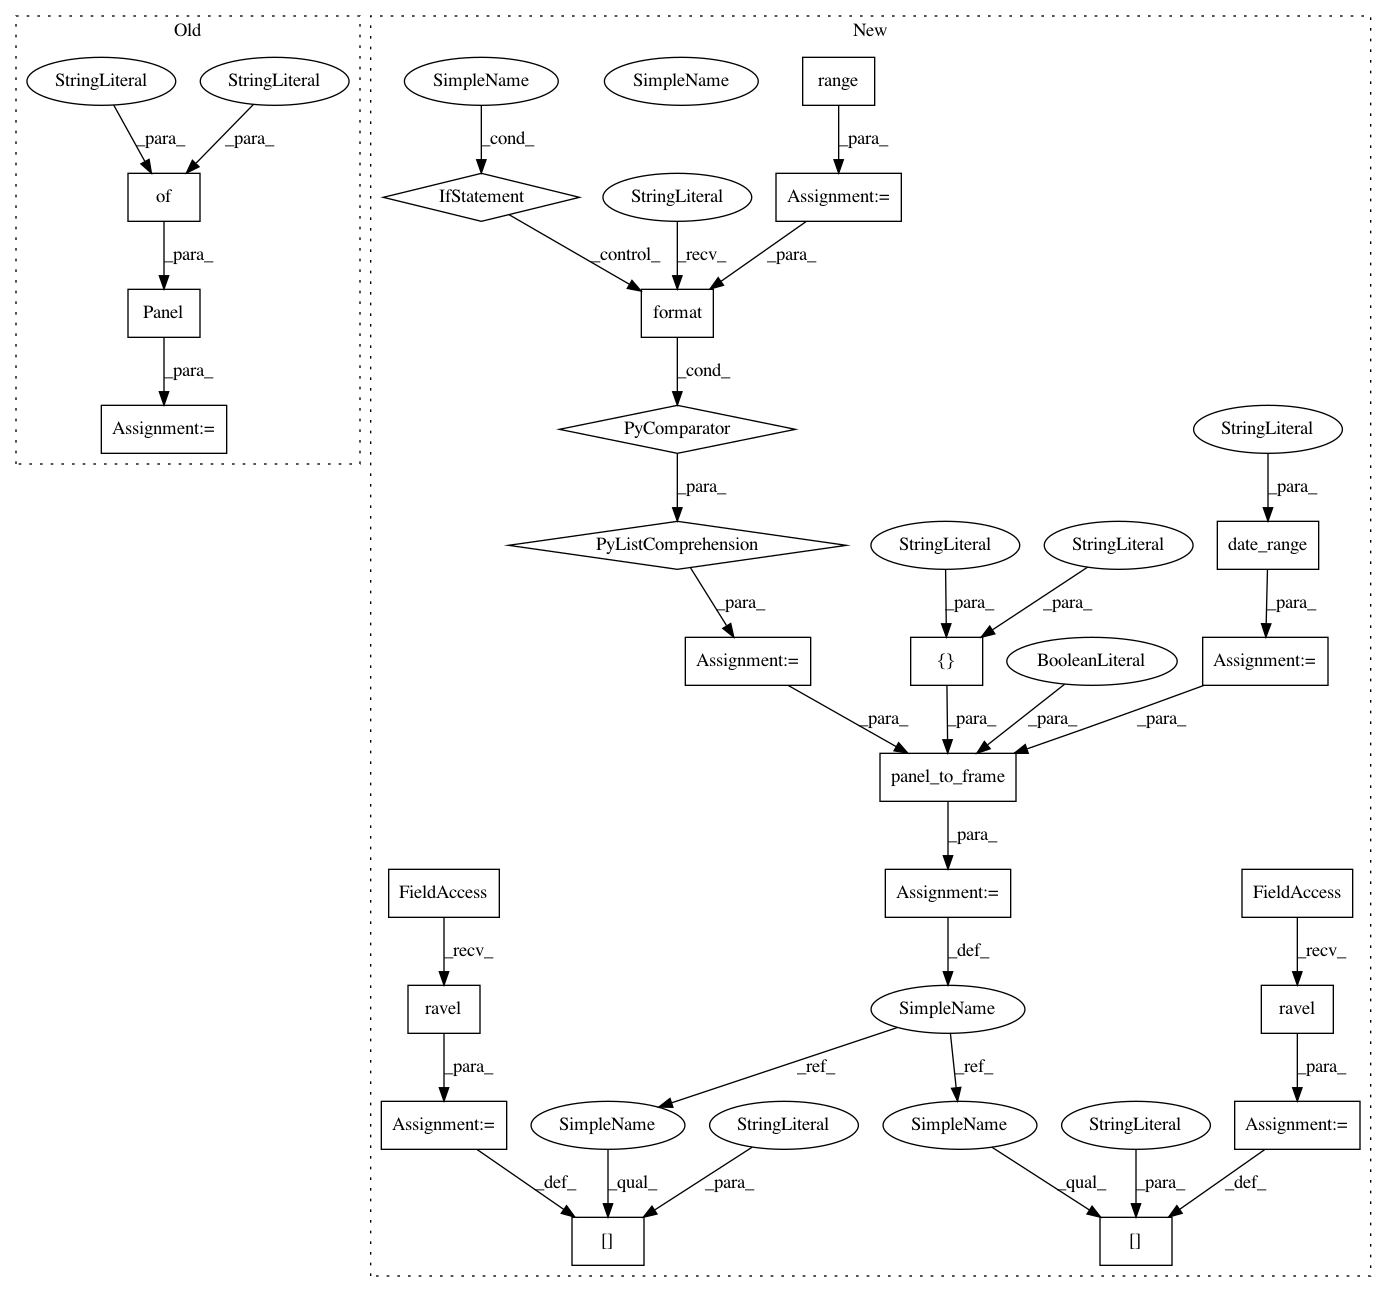 Old
New
StringLiteral
StringLiteral
SimpleName
SimpleName
range
_para_
_para_
_cond_
_para_
of
IfStatement
StringLiteral
Assignment:=
_para_
_control_
_recv_
_para_
Panel
format
_para_
_cond_
Assignment:=
PyComparator
StringLiteral
_para_
_para_
PyListComprehension
StringLiteral
StringLiteral
date_range
_para_
_para_
_para_
_para_
Assignment:=
{}
BooleanLiteral
Assignment:=
_para_
_para_
_para_
_para_
panel_to_frame
_para_
FieldAccess
Assignment:=
FieldAccess
_recv_
_def_
_recv_
ravel
SimpleName
ravel
_para_
_ref_
_ref_
_para_
Assignment:=
SimpleName
StringLiteral
SimpleName
StringLiteral
Assignment:=
_def_
_qual_
_para_
_qual_
_para_
_def_
[]
[]